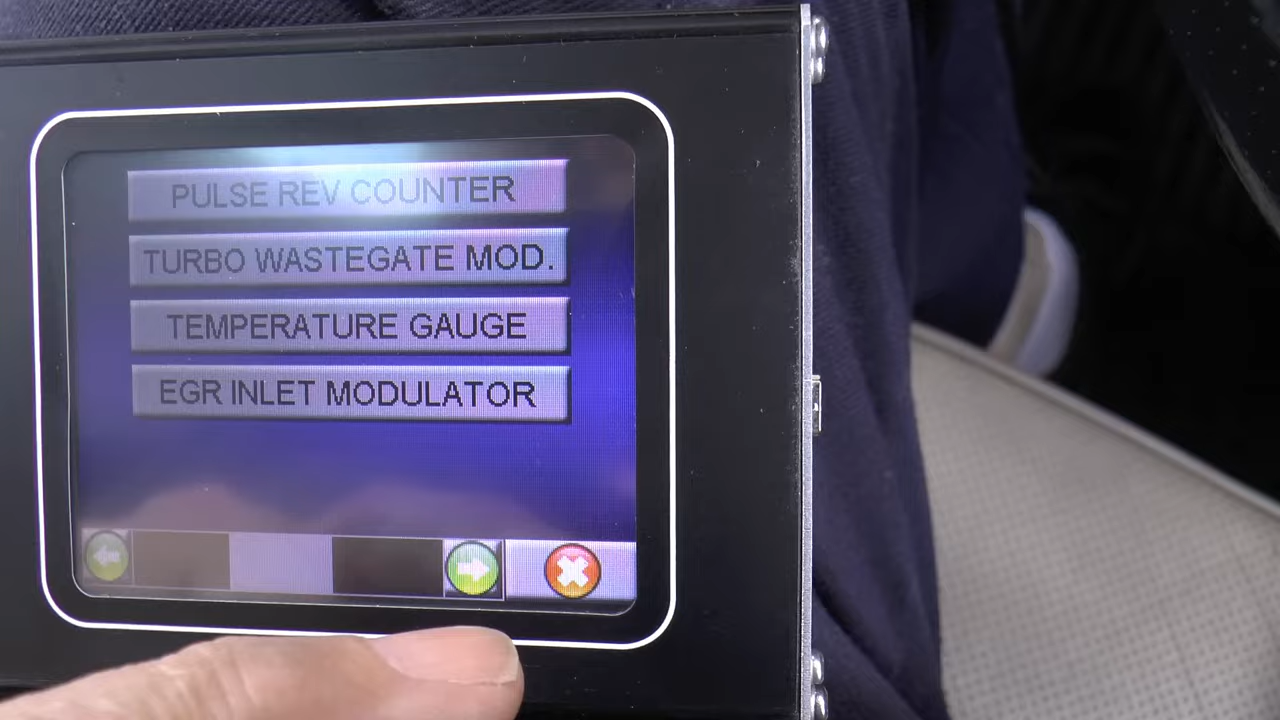 PULSE REV COUNTER
TURBO WASTEGATE MOD.
TEMPERATURE GAUGE
EGR INLET MODULATOR